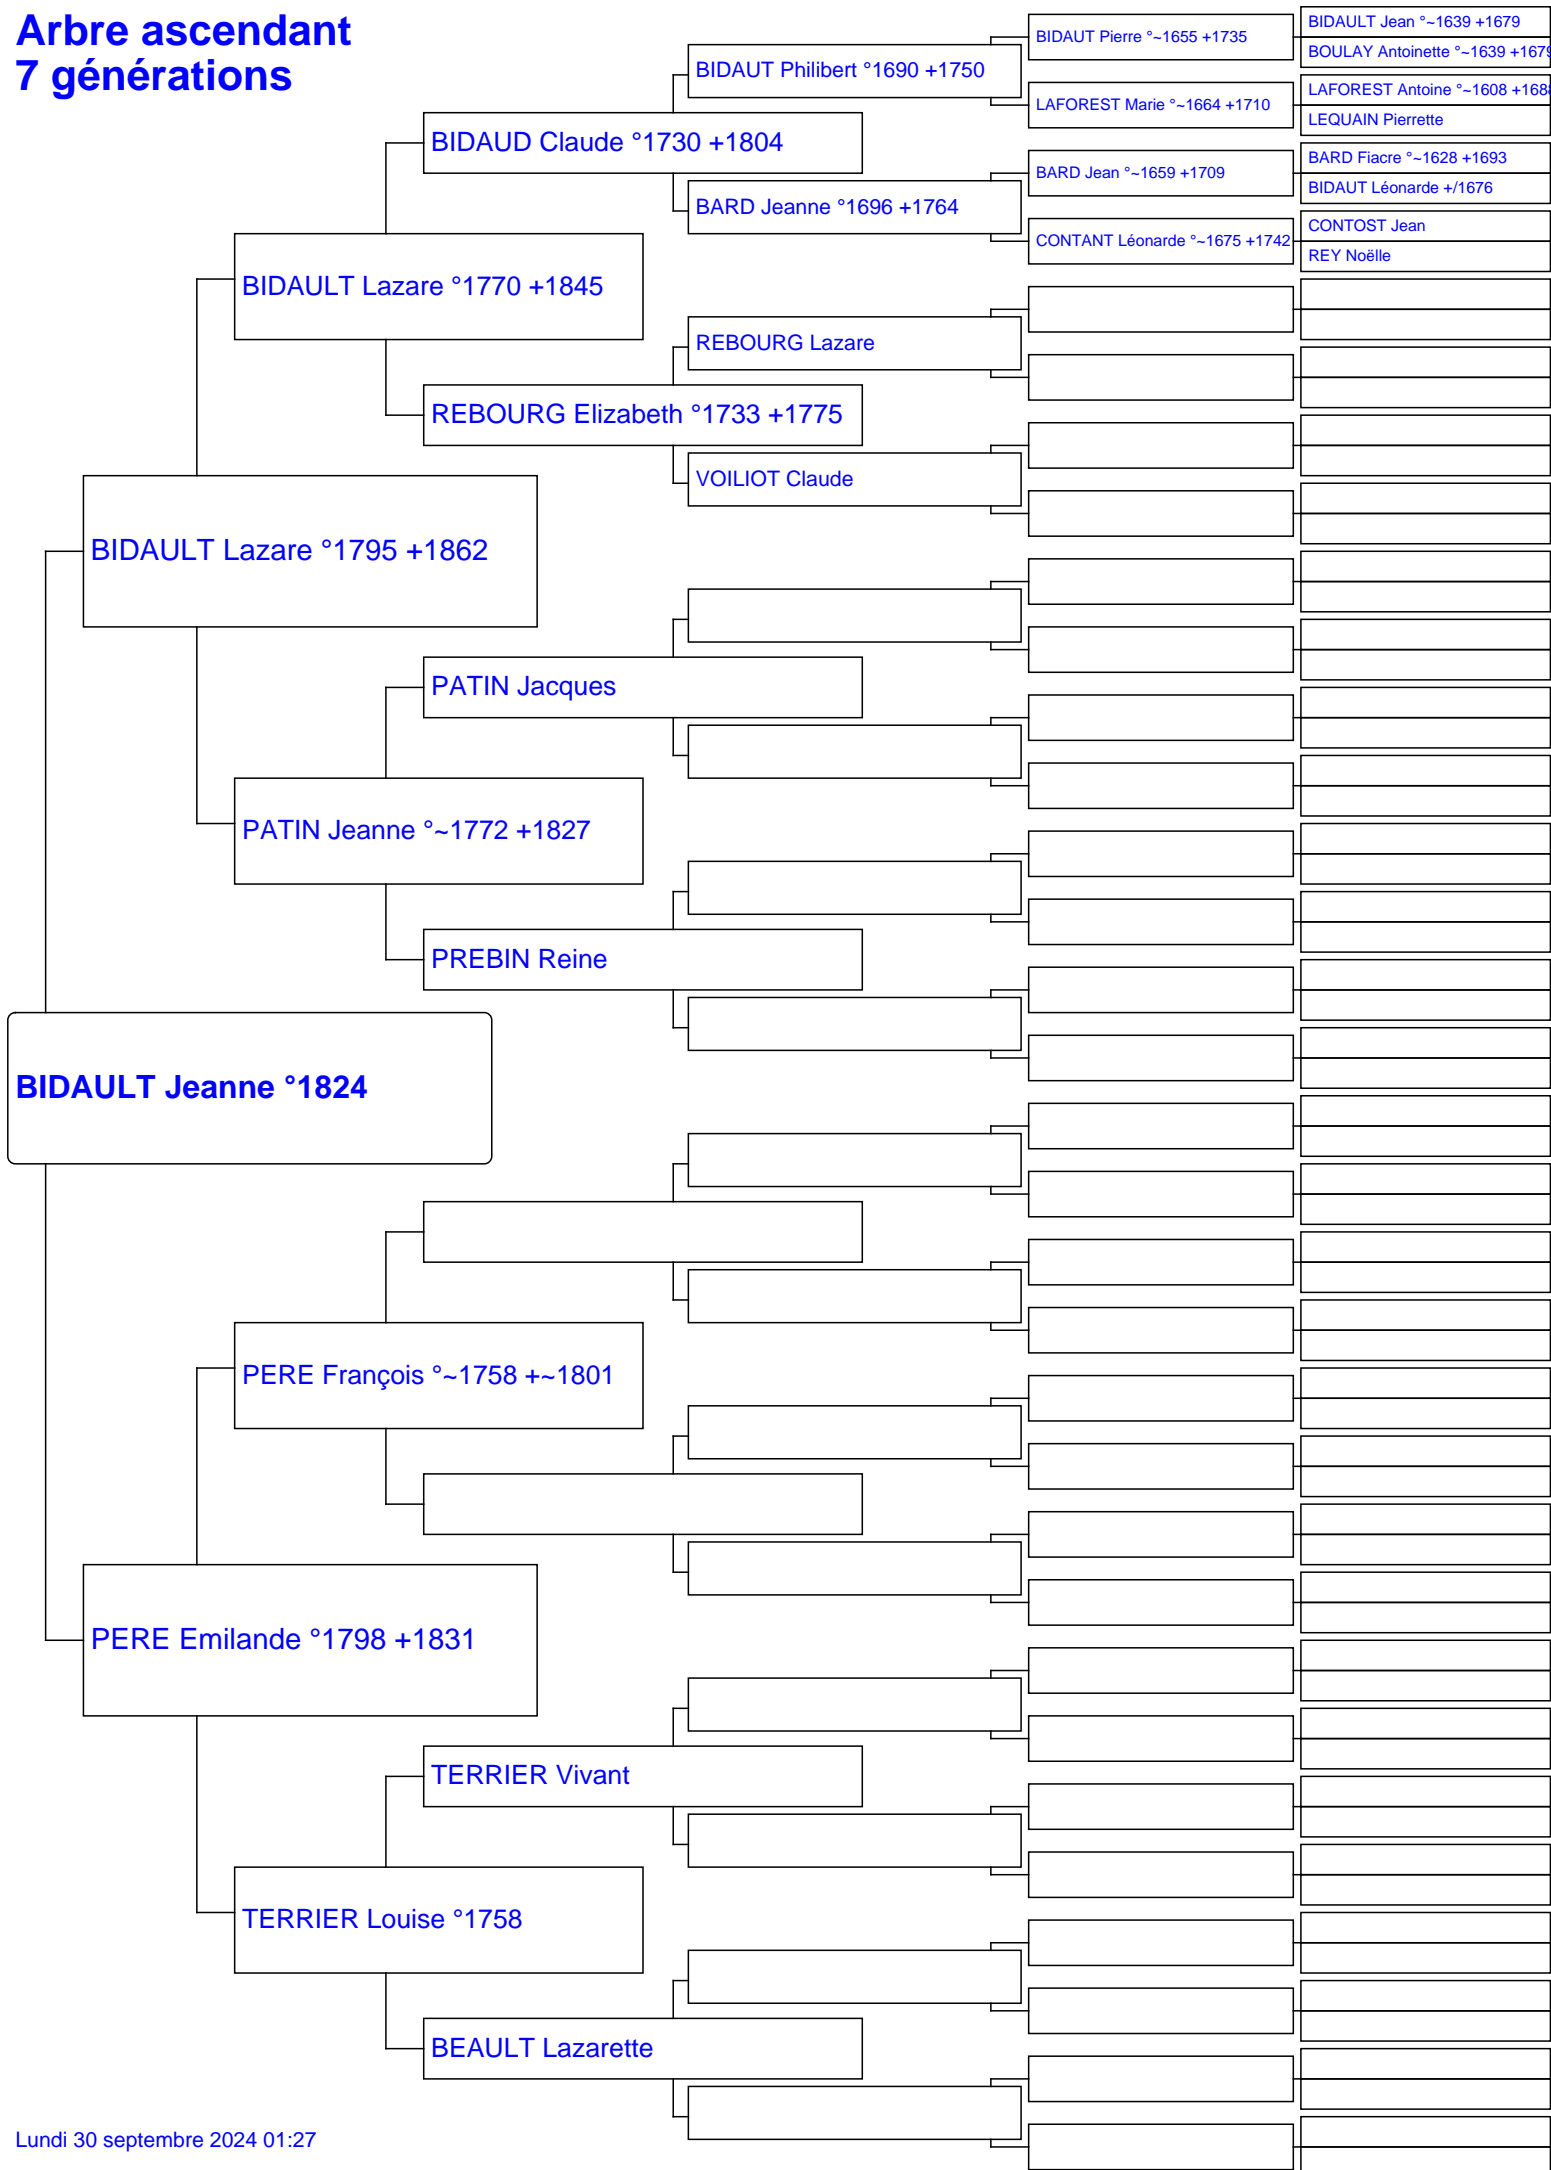 Arbre ascendant
7 générations
BIDAULT Jeanne °1824
BIDAULT Lazare °1795 +1862
PERE Emilande °1798 +1831
BIDAULT Lazare °1770 +1845
PATIN Jeanne °~1772 +1827
PERE François °~1758 +~1801
TERRIER Louise °1758
BIDAUD Claude °1730 +1804
REBOURG Elizabeth °1733 +1775
PATIN Jacques
PREBIN Reine
TERRIER Vivant
BEAULT Lazarette
BIDAUT Philibert °1690 +1750
BARD Jeanne °1696 +1764
REBOURG Lazare
VOILIOT Claude
BIDAUT Pierre °~1655 +1735
LAFOREST Marie °~1664 +1710
BARD Jean °~1659 +1709
CONTANT Léonarde °~1675 +1742
BIDAULT Jean °~1639 +1679
BOULAY Antoinette °~1639 +1679
LAFOREST Antoine °~1608 +168
LEQUAIN Pierrette
BARD Fiacre °~1628 +1693
BIDAUT Léonarde +/1676
CONTOST Jean
REY Noëlle
Lundi 30 septembre 2024 01:27